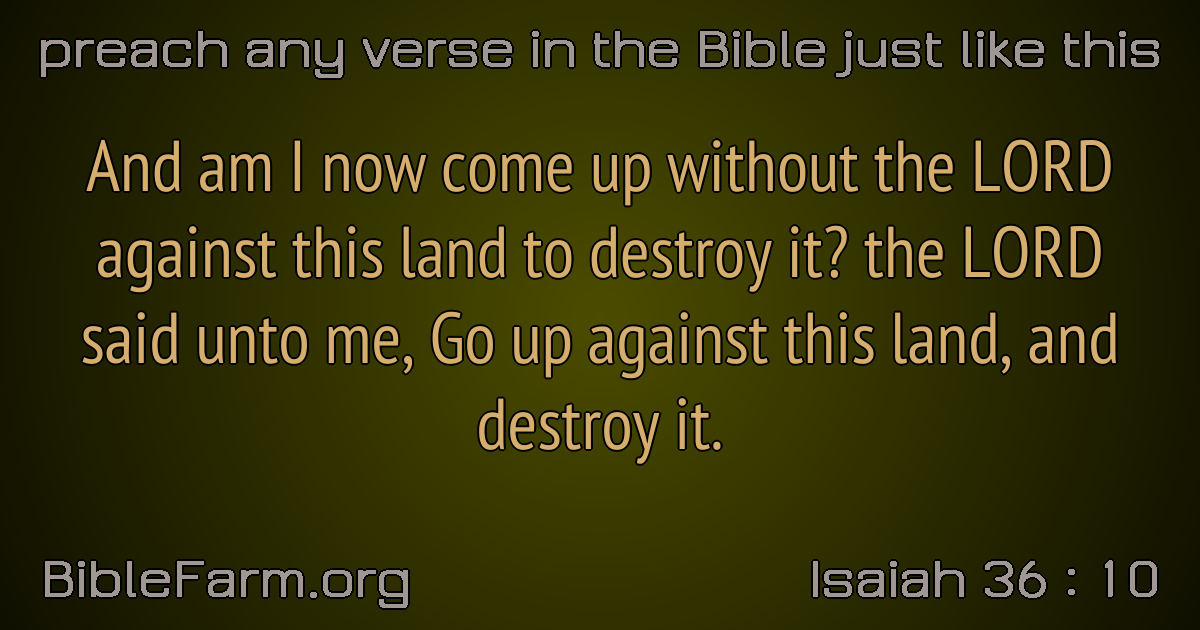 preach any verse in the Bible just like this
And am I now come up without the LORD
against this land to destroy it? the LORD
said unto me, Go up against this land, and
destroy it.
BibleFarm.org
Isaiah 36 : 10